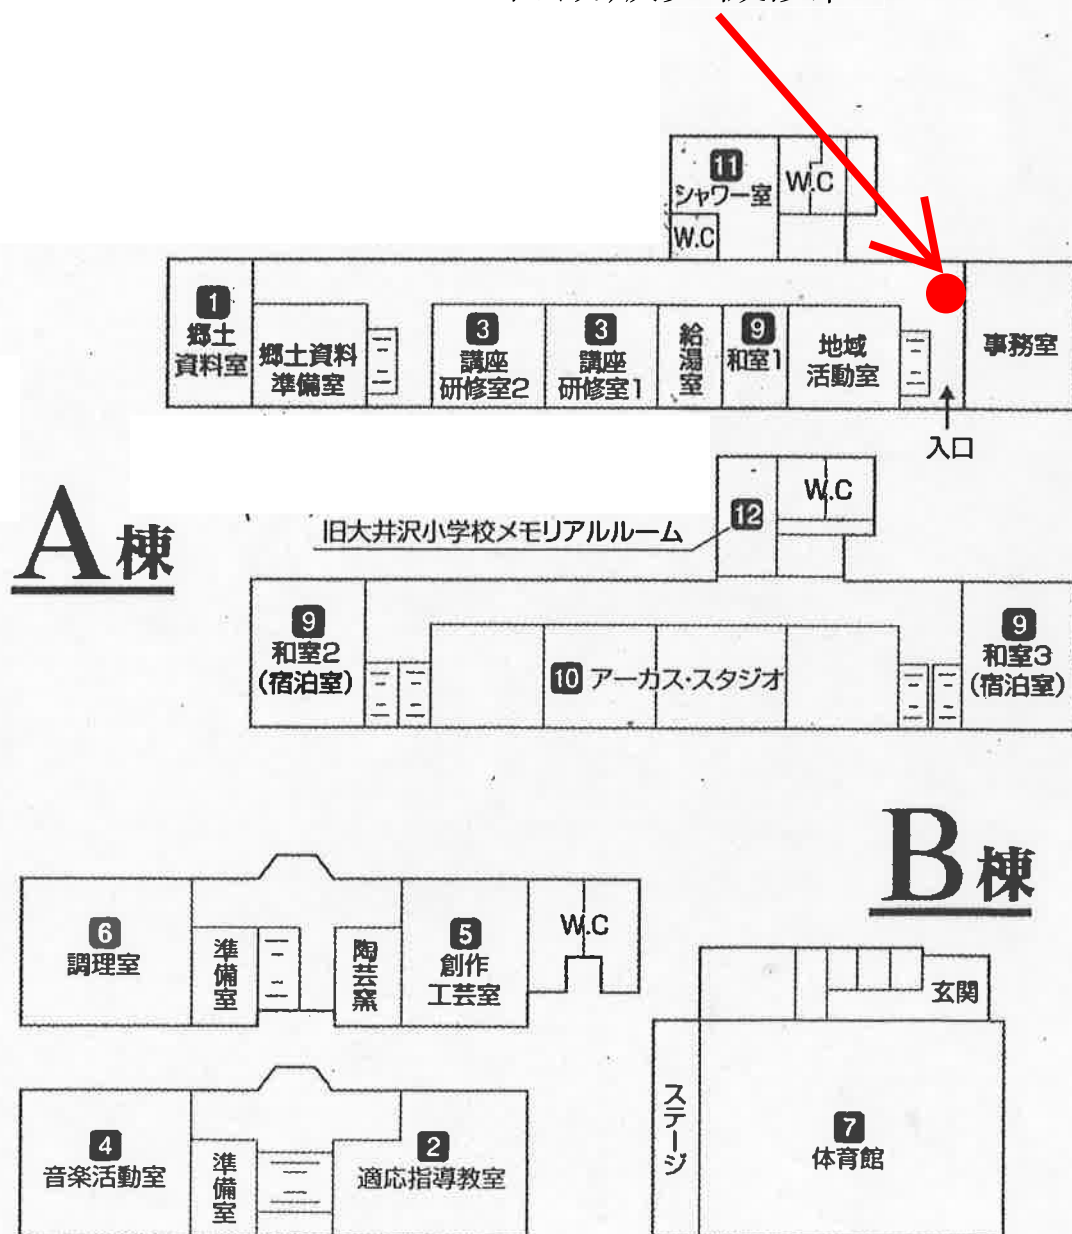 11
シャワー室
W.C
W.C
1
郷土
資料室
郷土資料
準備室
3
講座
研修室2
3
講座
研修室1
給湯室
9
和室1
地域
活動室
事務室
入口
A棟
旧大井沢小学校メモリアルルーム
12
W.C
9
和室2
(宿泊室)
10 アーカス・スタジオ
9
和室3
(宿泊室)
B棟
6
調理室
準備室
陶芸窯
5
創作
工芸室
W.C
玄関
4
音楽活動室
準備室
2
適応指導教室
ステージ
7
体育館